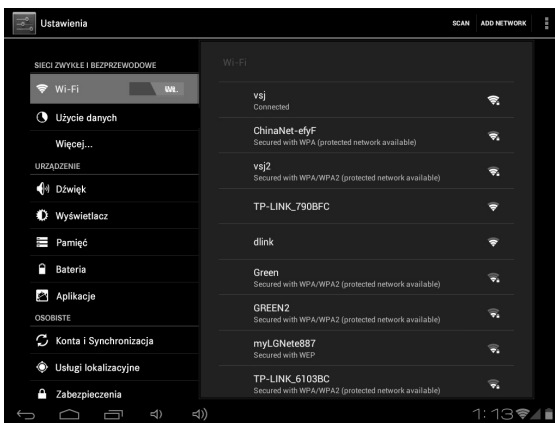 Ustawienia
SCAN ADD NETWORK
SIECI ZWYKŁE I BEZPRZEWODOWE
Wi-Fi WŁ.
Użycie danych
Więcej...
URZĄDZENIE
Dźwięk
Wyświetlacz
Pamięć
Bateria
Aplikacje
OSOBISTE
Konta i Synchronizacja
Usługi lokalizacyjne
Zabezpieczenia
Wi-Fi
vsj
Connected
ChinaNet-efyF
Secured with WPA (protected network available)
vsj2
Secured with WPA/WPA2 (protected network available)
TP-LINK_790BFC
dlink
Green
Secured with WPA/WPA2 (protected network available)
GREEN2
Secured with WPA/WPA2 (protected network available)
myLGNete887
Secured with WEP
TP-LINK_6103BC
Secured with WPA/WPA2 (protected network available)
1:13